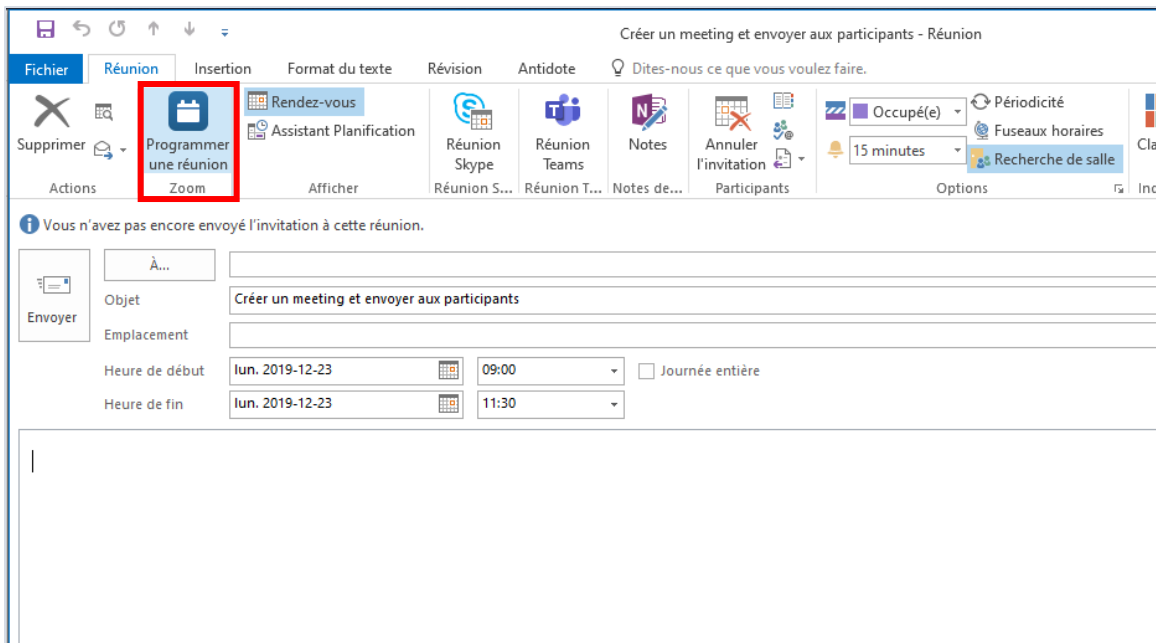 Créer un meeting et envoyer aux participants - Réunion
Fichier Réunion Insertion Format du texte Révision Antidote Dites-nous ce que vous voulez faire.
Supprimer
Programmer une réunion
Rendez-vous
Assistant Planification
Réunion Skype
Réunion Teams
Notes
Annuler l'invitation
Occupé(e)
15 minutes
Périodicité
Fuseaux horaires
Recherche de salle
Cla
Actions Zoom Afficher Réunion S... Réunion T... Notes de... Participants Options Inc
Vous n'avez pas encore envoyé l'invitation à cette réunion.
Envoyer
À...
Objet Créer un meeting et envoyer aux participants
Emplacement
Heure de début lun. 2019-12-23 09:00 Journée entière
Heure de fin lun. 2019-12-23 11:30